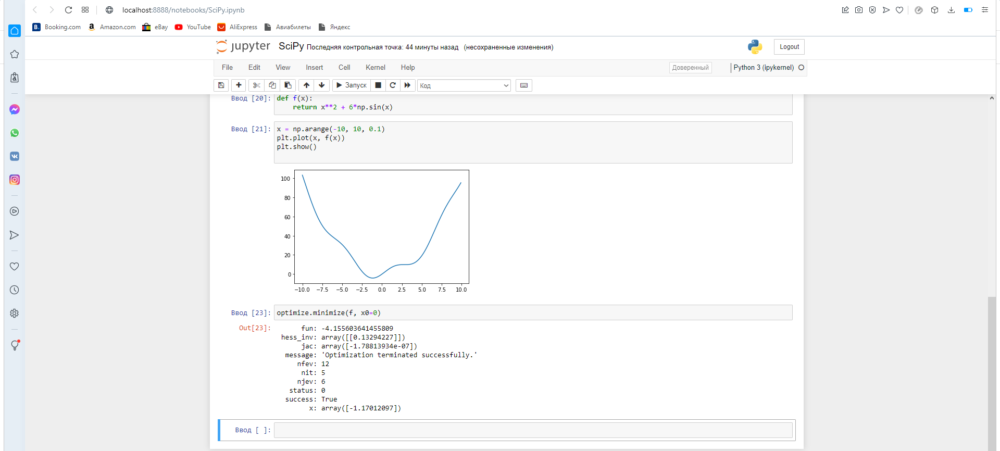 localhost:8888/notebooks/SciPy.ipynb
Booking.com Amazon.com eBay YouTube AliExpress Авиабилеты Яндекс
jupyter SciPy Последняя контрольная точка: 44 минуты назад (несохраненные изменения) Logout
File Edit View Insert Cell Kernel Help Доверенный Python 3 (ipykernel)
Запуск Код
Ввод [20]: def f(x):
    return x**2 + 6*np.sin(x)
Ввод [21]: x = np.arange(-10, 10, 0.1)
plt.plot(x, f(x))
plt.show()
100
80
60
40
20
0
−10.0 −7.5 −5.0 −2.5 0.0 2.5 5.0 7.5 10.0
Ввод [23]: optimize.minimize(f, x0=0)
Out[23]: fun: -4.155603641455809
hess_inv: array([[0.13294227]])
jac: array([-1.78813934e-07])
message: 'Optimization terminated successfully.'
nfev: 12
nit: 5
njev: 6
status: 0
success: True
x: array([-1.17012097])
Ввод [ ]: